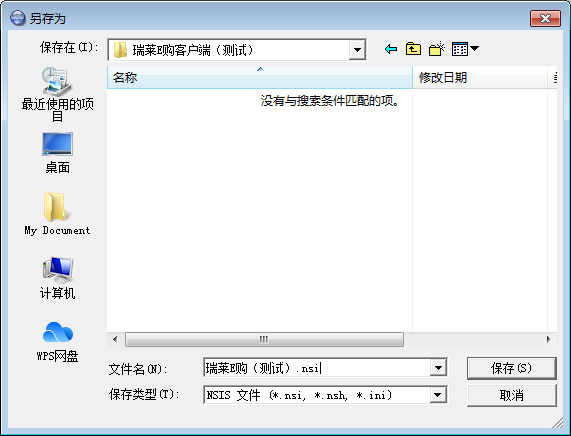 另存为
保存在(I):
瑞莱E购客户端（测试）
名称
修改日期
没有与搜索条件匹配的项。
最近使用的项
目
桌面
My Document
计算机
WPS网盘
文件名(N):
瑞莱E购（测试）.nsi
保存(S)
保存类型(T):
NSIS 文件 (*.nsi, *.nsh, *.ini)
取消